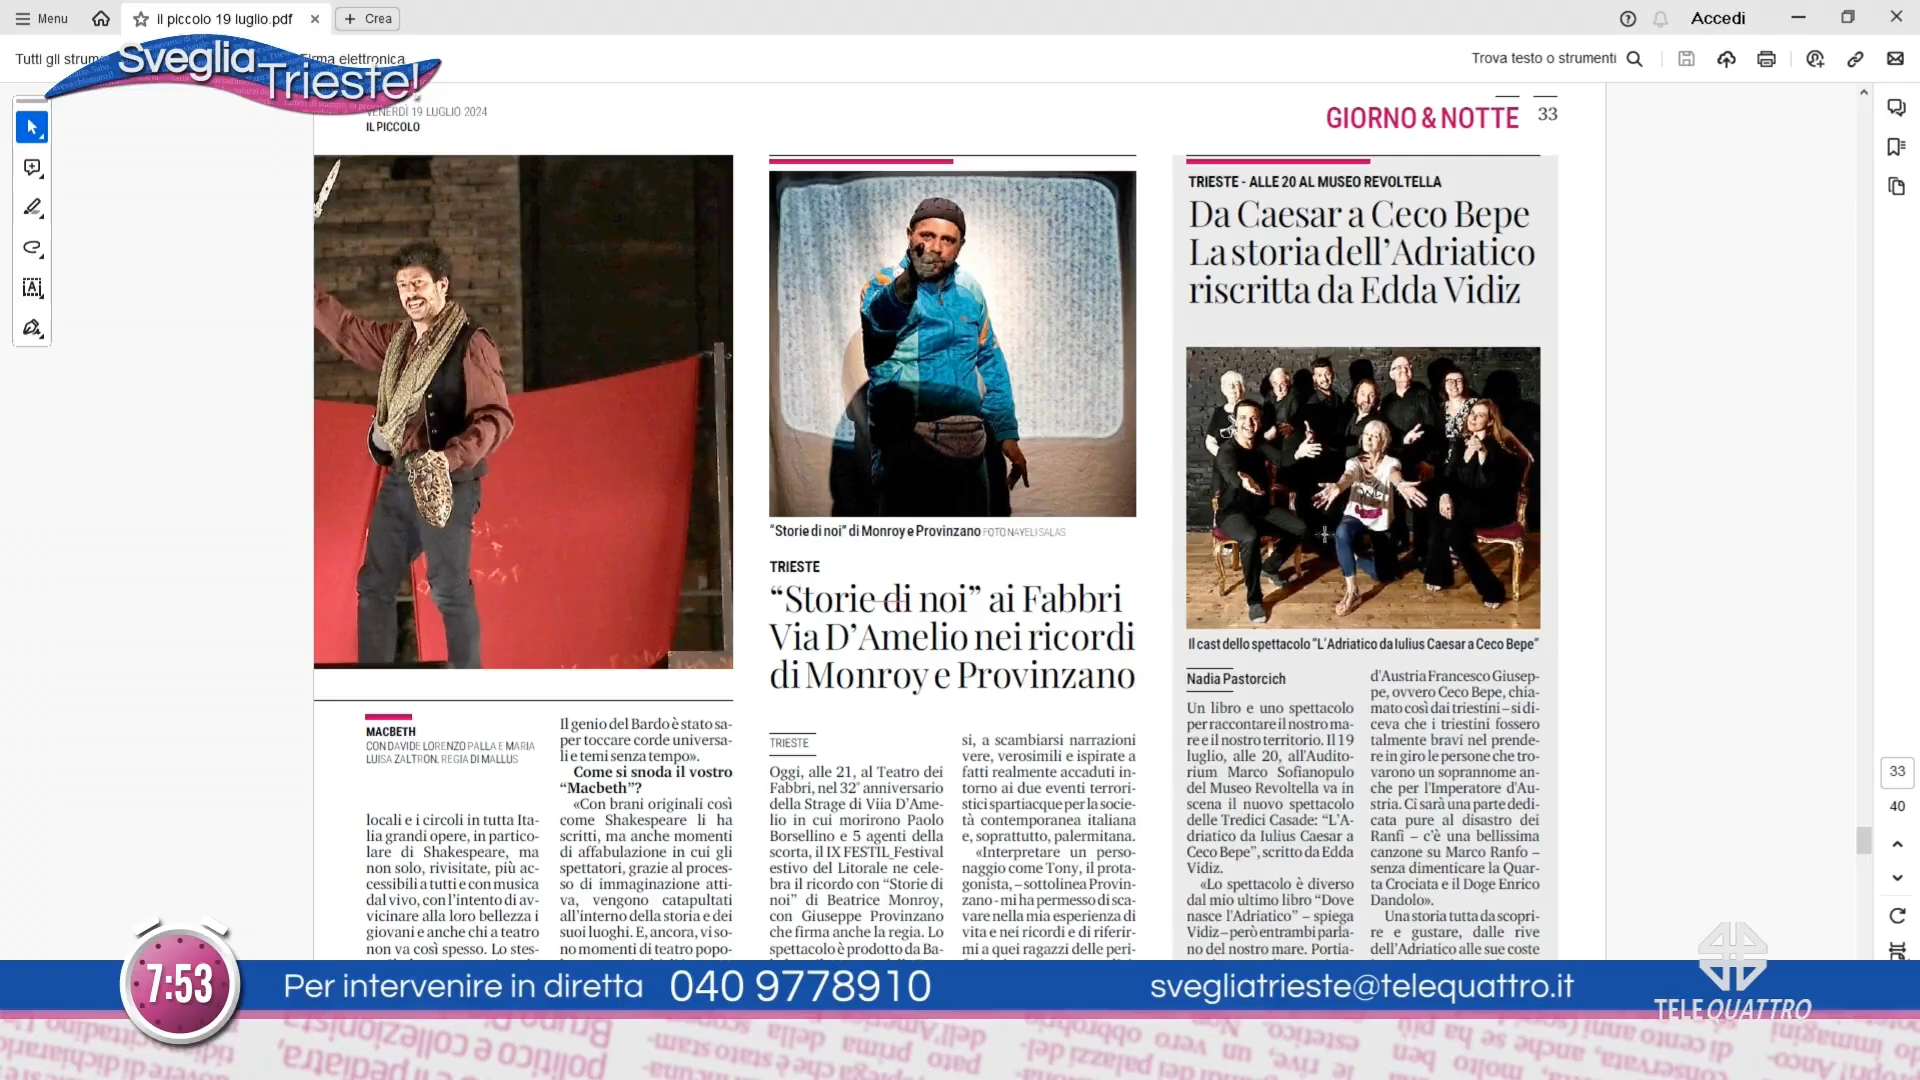 Menu
il piccolo 19 luglio.pdf
Crea
Accedi
Tutti gli strum
Firma elettronica
Trova testo o strumenti
Sveglia
Trieste!
VENERDÌ 19 LUGLIO 2024
IL PICCOLO
GIORNO & NOTTE
33
MACBETH
CON DAVIDE LORENZO PALLA E MARIA
LUISA ZALTRON. REGIA DI MALLUS
locali e i circoli in tutta Ita-
lia grandi opere, in partico-
lare di Shakespeare, ma
non solo, rivisitate, più ac-
cessibili a tutti e con musica
dal vivo, con l'intento di av-
vicinare alla loro bellezza i
giovani e anche chi a teatro
non va così spesso. Lo stes-
Il genio del Bardo è stato sa-
per toccare corde universa-
li e temi senza tempo».
Come si snoda il vostro
“Macbeth”?
«Con brani originali così
come Shakespeare li ha
scritti, ma anche momenti
di affabulazione in cui gli
spettatori, grazie al proces-
so di immaginazione atti-
va, vengono catapultati
all'interno della storia e dei
suoi luoghi. E, ancora, vi so-
no momenti di teatro popo-
“Storie di noi” di Monroy e Provinzano FOTO NAYELI SALAS
TRIESTE
“Storie di noi” ai Fabbri
Via D’Amelio nei ricordi
di Monroy e Provinzano
TRIESTE
Oggi, alle 21, al Teatro dei
Fabbri, nel 32° anniversario
della Strage di Viia D’Ame-
lio in cui morirono Paolo
Borsellino e 5 agenti della
scorta, il IX FESTIL_Festival
estivo del Litorale ne cele-
bra il ricordo con “Storie di
noi” di Beatrice Monroy,
con Giuseppe Provinzano
che firma anche la regia. Lo
spettacolo è prodotto da Ba-
si, a scambiarsi narrazioni
vere, verosimili e ispirate a
fatti realmente accaduti in-
torno ai due eventi terrori-
stici spartiacque per la socie-
tà contemporanea italiana
e, soprattutto, palermitana.
«Interpretare un perso-
naggio come Tony, il prota-
gonista, – sottolinea Provin-
zano - mi ha permesso di sca-
vare nella mia esperienza di
vita e nei ricordi e di riferir-
mi a quei ragazzi delle peri-
TRIESTE - ALLE 20 AL MUSEO REVOLTELLA
Da Caesar a Ceco Bepe
La storia dell’Adriatico
riscritta da Edda Vidiz
Il cast dello spettacolo “L’Adriatico da Iulius Caesar a Ceco Bepe”
Nadia Pastorcich
Un libro e uno spettacolo
per raccontare il nostro ma-
re e il nostro territorio. Il 19
luglio, alle 20, all’Audito-
rium Marco Sofianopulo
del Museo Revoltella va in
scena il nuovo spettacolo
delle Tredici Casade: “L’A-
driatico da Iulius Caesar a
Ceco Bepe”, scritto da Edda
Vidiz.
«Lo spettacolo è diverso
dal mio ultimo libro “Dove
nasce l’Adriatico” – spiega
Vidiz – però entrambi parla-
no del nostro mare. Portia-
d’Austria Francesco Giusep-
pe, ovvero Ceco Bepe, chia-
mato così dai triestini – si di-
ceva che i triestini fossero
talmente bravi nel prende-
re in giro le persone che tro-
varono un soprannome an-
che per l’Imperatore d’Au-
stria. Ci sarà una parte dedi-
cata pure al disastro dei
Ranfi – c’è una bellissima
canzone su Marco Ranfo –
senza dimenticare la Quar-
ta Crociata e il Doge Enrico
Dandolo».
Una storia tutta da scopri-
re e gustare, dalle rive
dell’Adriatico alle sue coste
33
40
7:53
Per intervenire in diretta 040 9778910
svegliatrieste@telequattro.it
TELEQUATTRO